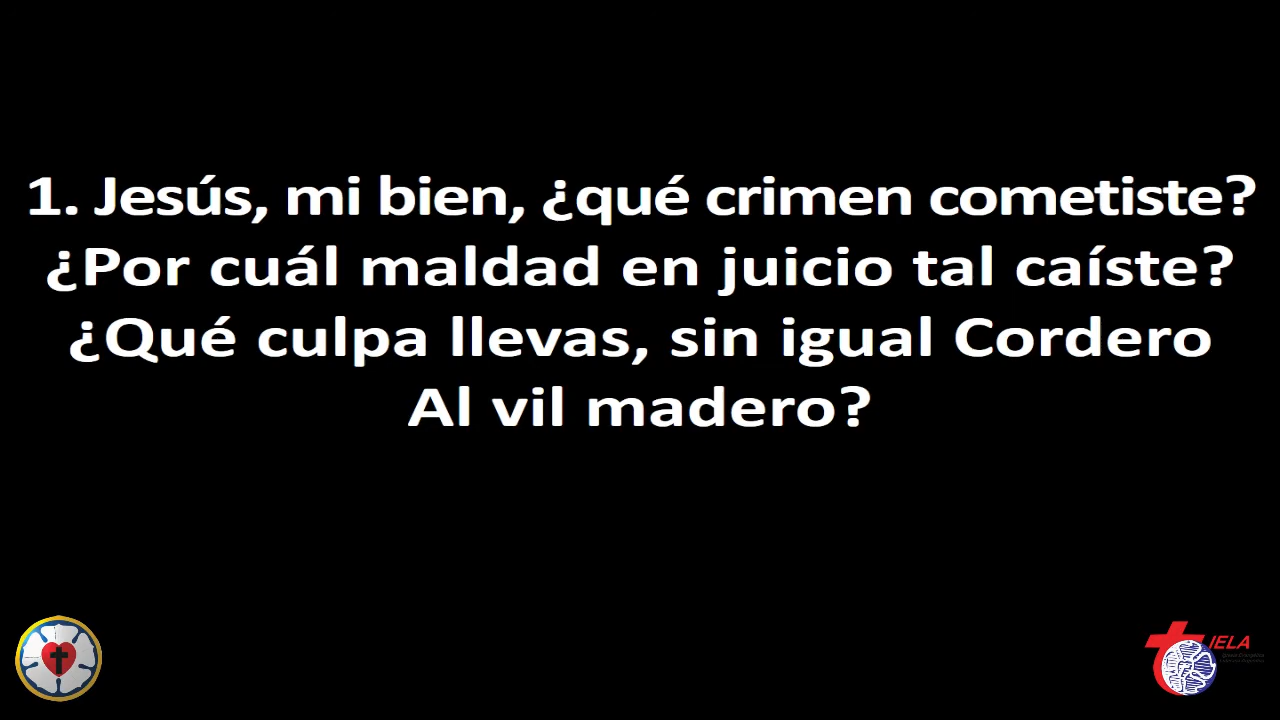 1. Jesús, mi bien, ¿qué crimen cometiste?
¿Por cuál maldad en juicio tal caíste?
¿Qué culpa llevas, sin igual Cordero
Al vil madero?
IELA